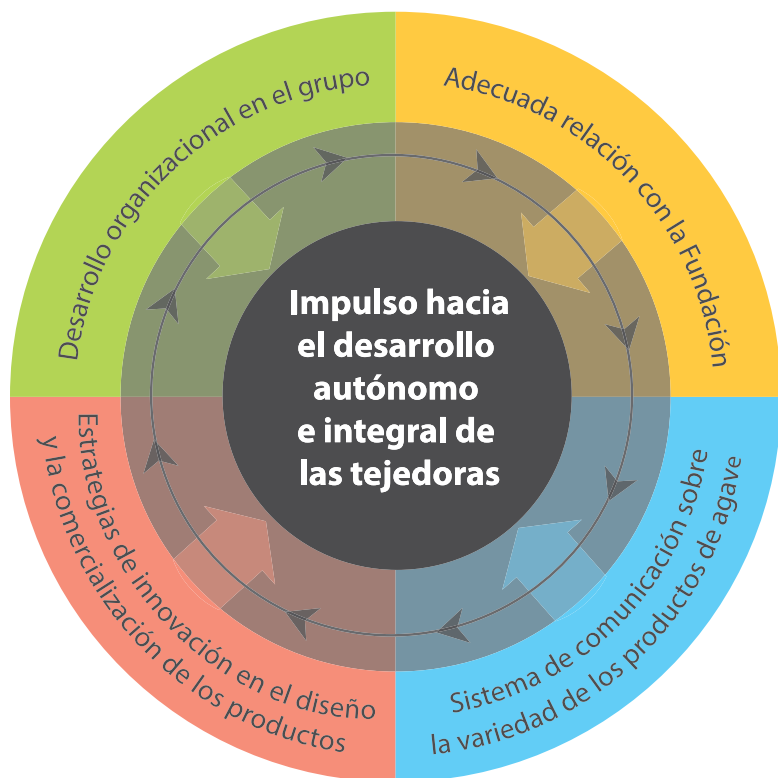 Desarrollo organizacional en el grupo
Adecuada relación con la Fundación
Impulso hacia
el desarrollo
autónomo
e integral de
las tejedoras
Estrategias de innovación en el diseño
y la comercialización de los productos
Sistema de comunicación sobre
la variedad de los productos de agave